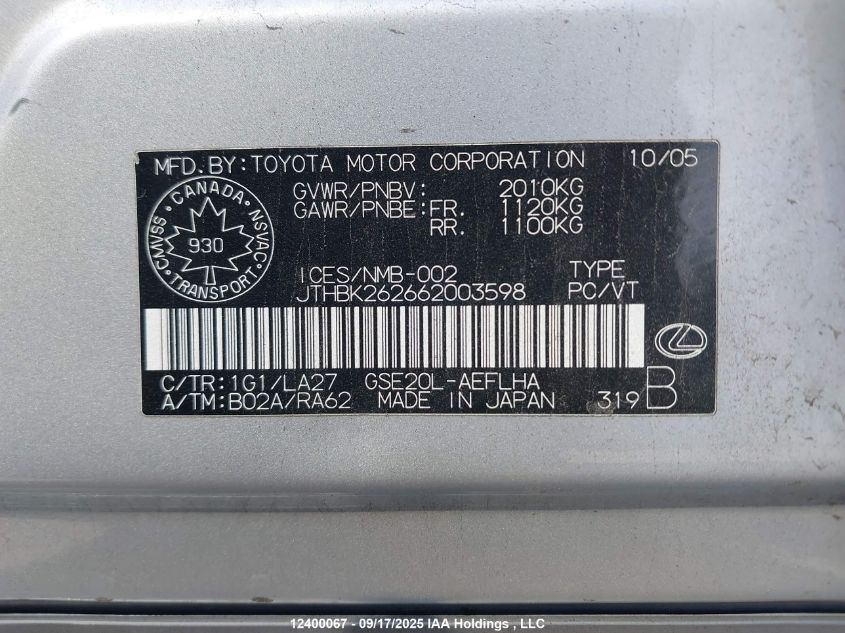 MFD. BY: TOYOTA MOTOR CORPORATION 10/05
GVWR/PNBV: 2010KG
GAWR/PNBE: FR. 1120KG
RR. 1100KG
CANADA
CMVSS NSVAC
930
TRANSPORT
ICES/NMB-002 TYPE
JTHBK262662003598 PC/VT
C/TR: 1G1/LA27 GSE20L-AEFLHA
A/TM: B02A/RA62 MADE IN JAPAN 319 B
12400067 - 09/17/2025 IAA Holdings , LLC